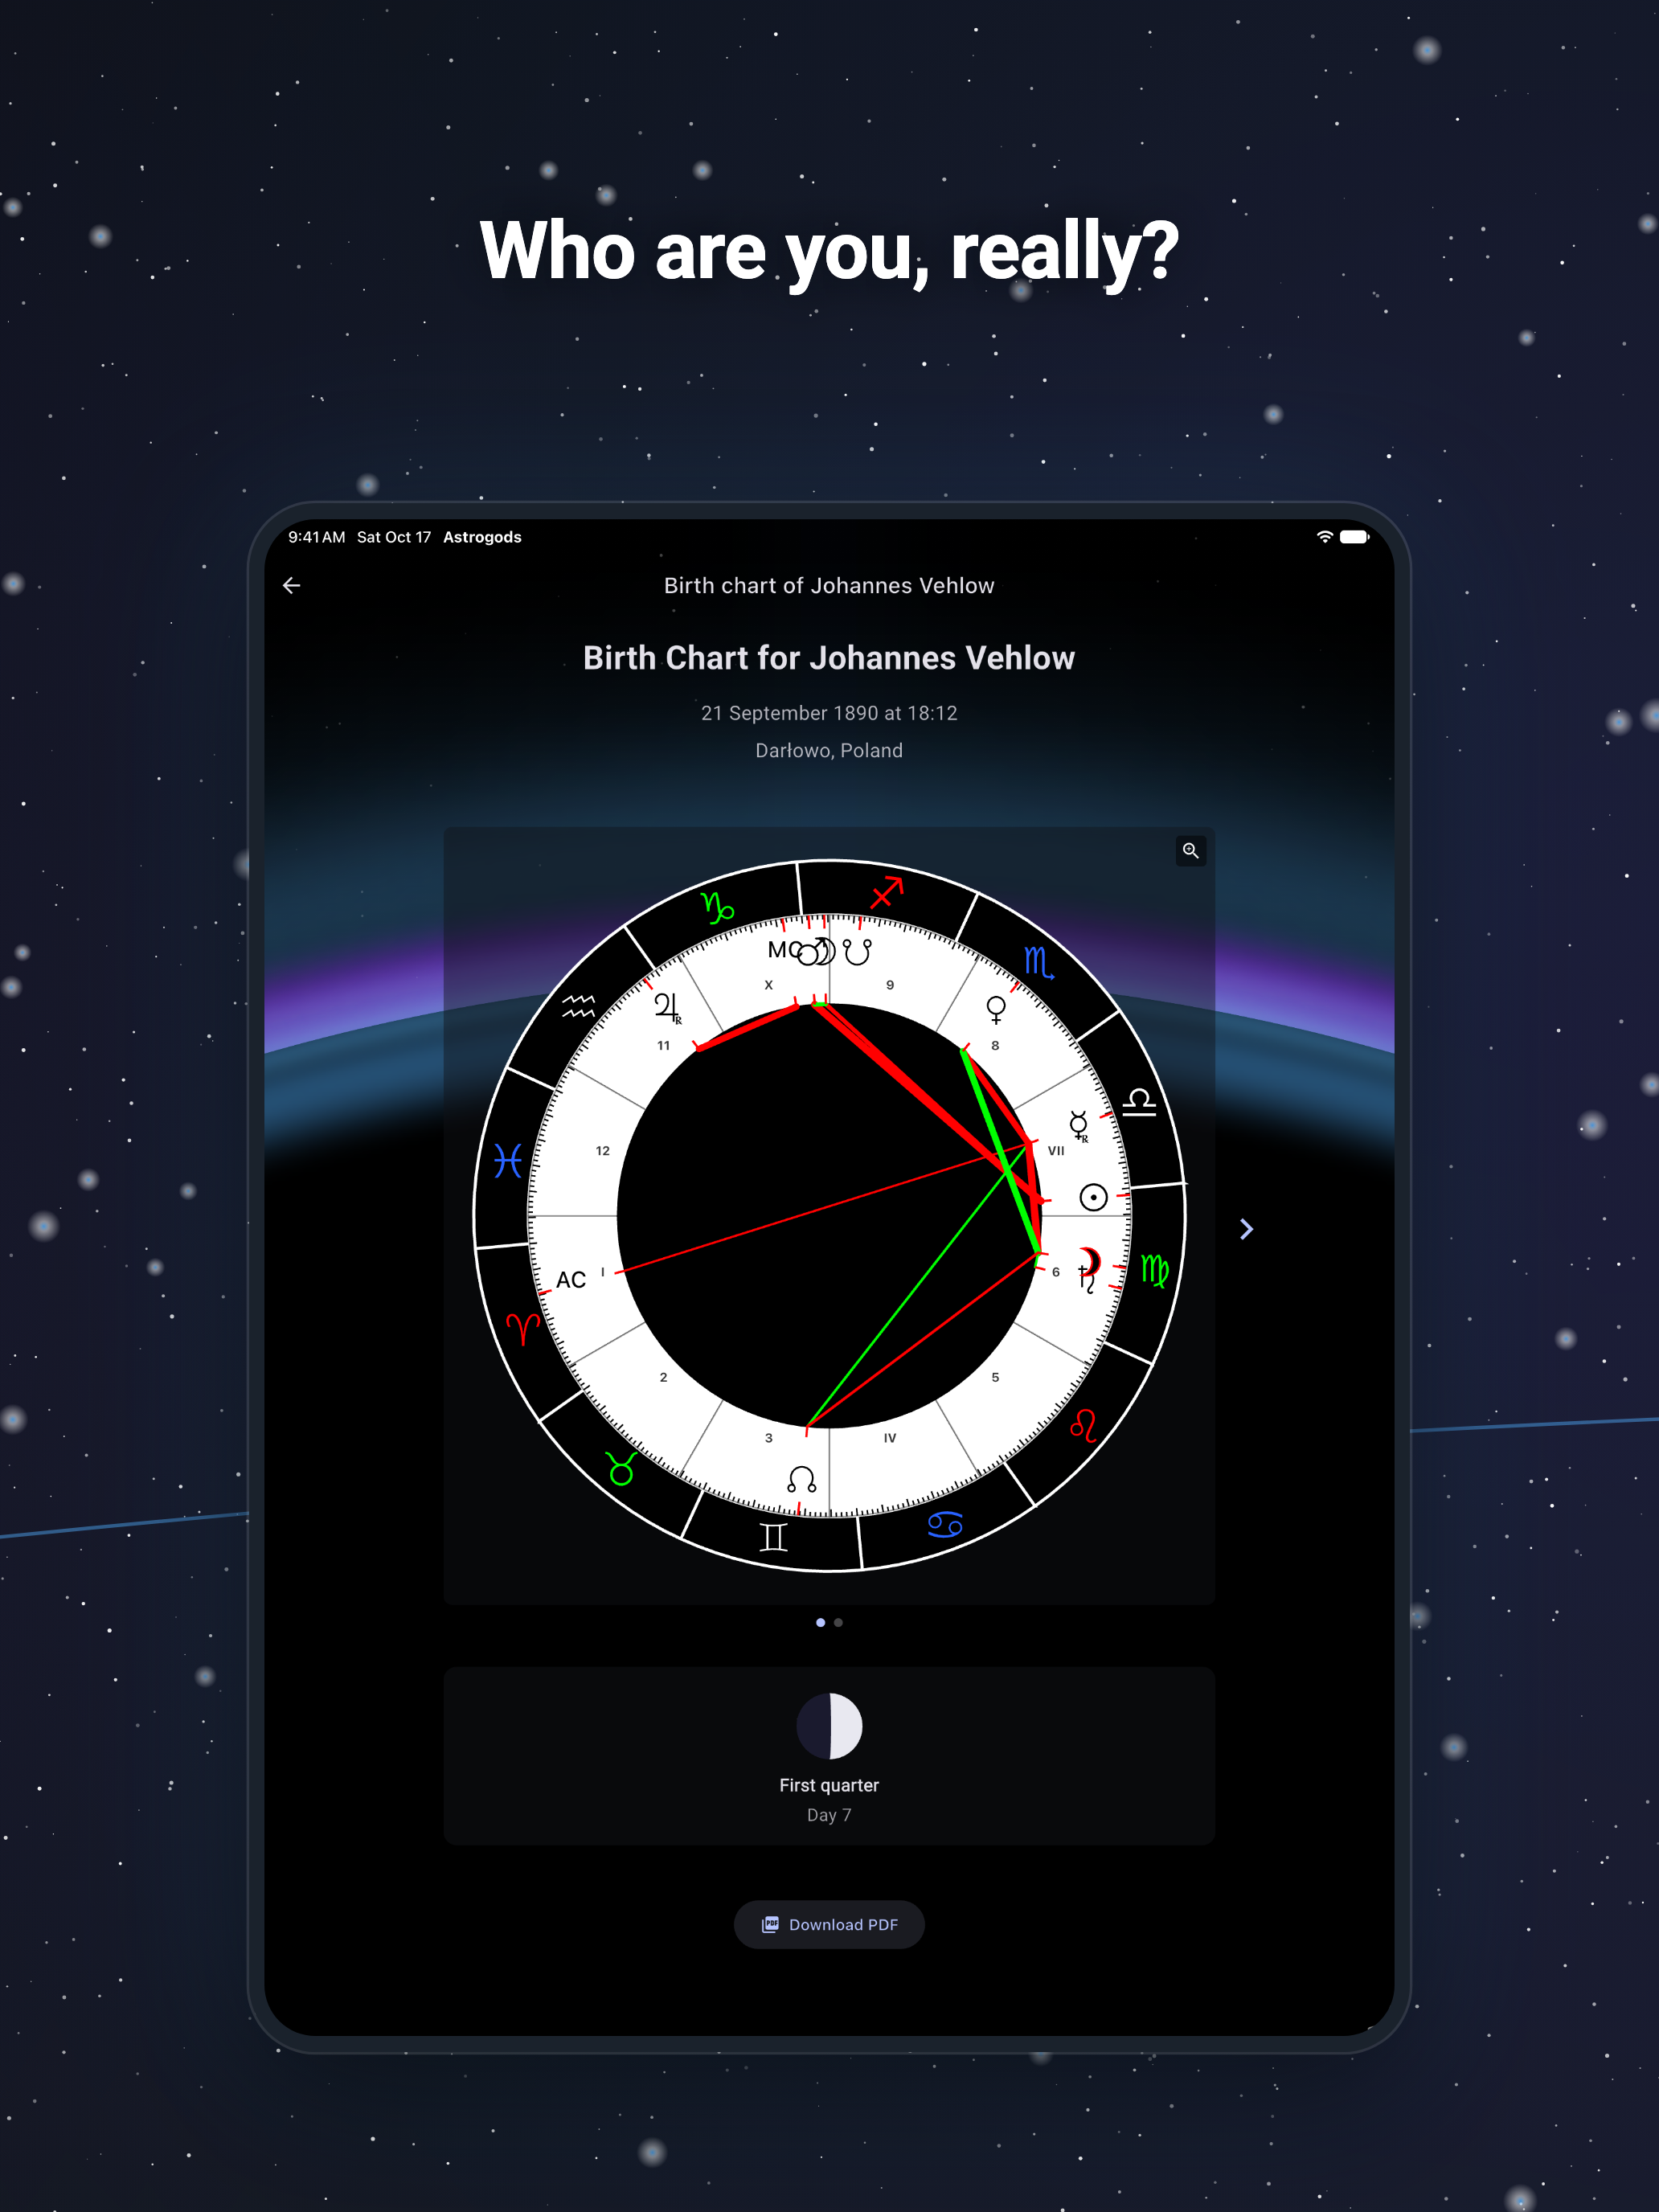 Who are you, really?
9:41 AM Sat Oct 17 Astrogods
Birth chart of Johannes Vehlow
Birth Chart for Johannes Vehlow
21 September 1890 at 18:12
Darłowo, Poland
MC
X
9
11
8
12
VII
AC
I
6
2
5
3
IV
First quarter
Day 7
PDF
Download PDF